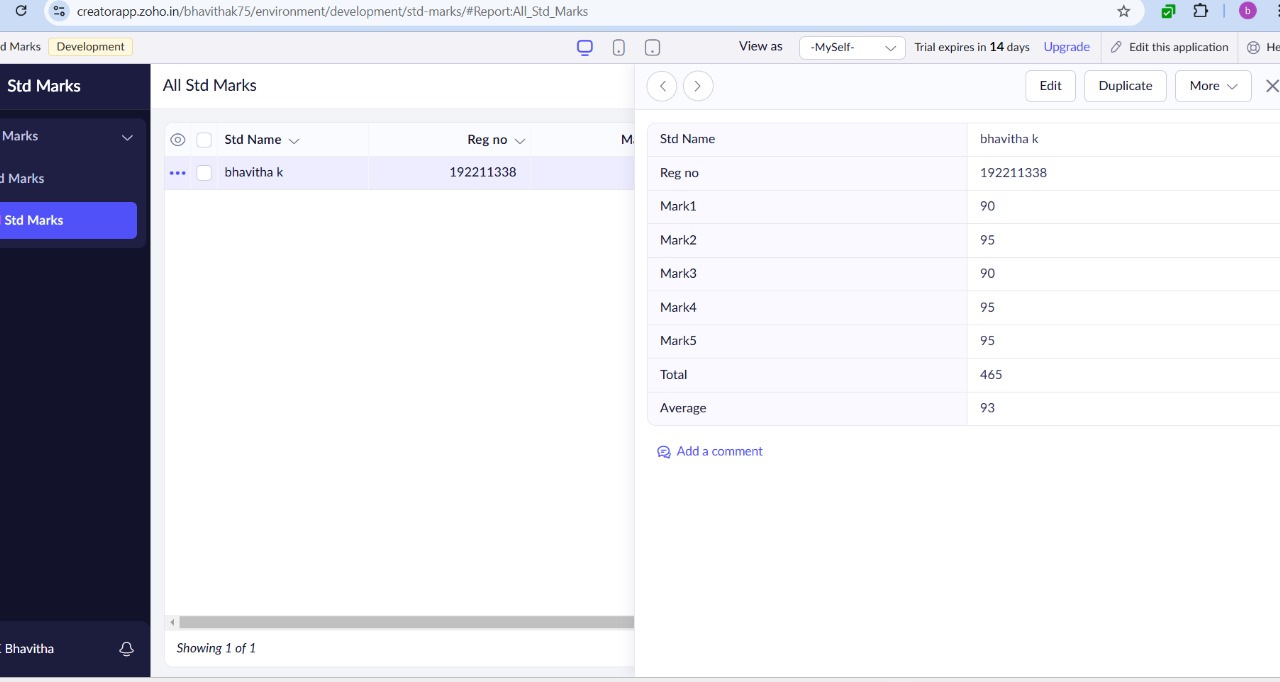 creatorapp.zoho.in/bhavithak75/environment/development/std-marks/#Report:All_Std_Marks
b
d Marks Development View as -MySelf- Trial expires in 14 days Upgrade Edit this application He
Std Marks
Marks
d Marks
Std Marks
Bhavitha
All Std Marks
Std Name Reg no Ma
bhavitha k 192211338
Showing 1 of 1
Edit Duplicate More
Std Name bhavitha k
Reg no 192211338
Mark1 90
Mark2 95
Mark3 90
Mark4 95
Mark5 95
Total 465
Average 93
Add a comment